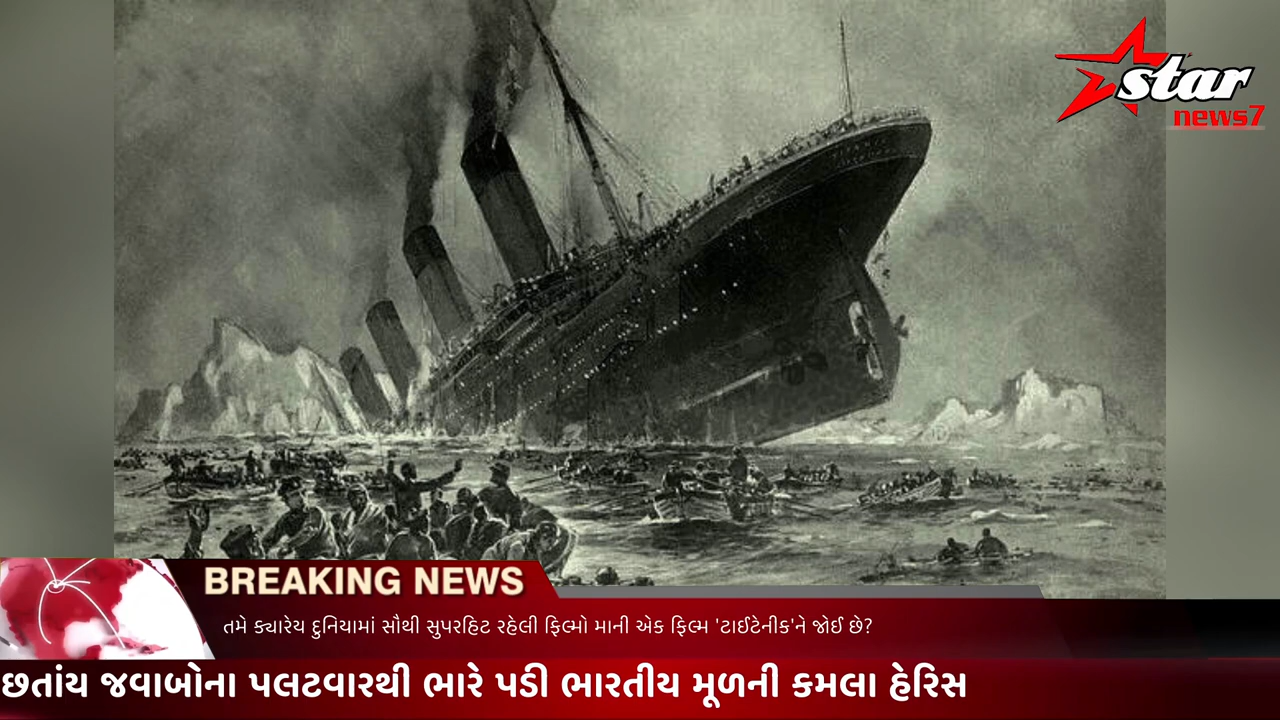 star
news7
BREAKING NEWS
તમે ક્યારેય દુનિયામાં સૌથી સુપરહિટ રહેલી ફિલ્મો માની એક ફિલ્મ 'ટાઈટેનીક'ને જોઈ છે?
છતાંય જવાબોના પલટવારથી ભારે પડી ભારતીય મૂળની કમલા હેરિસ